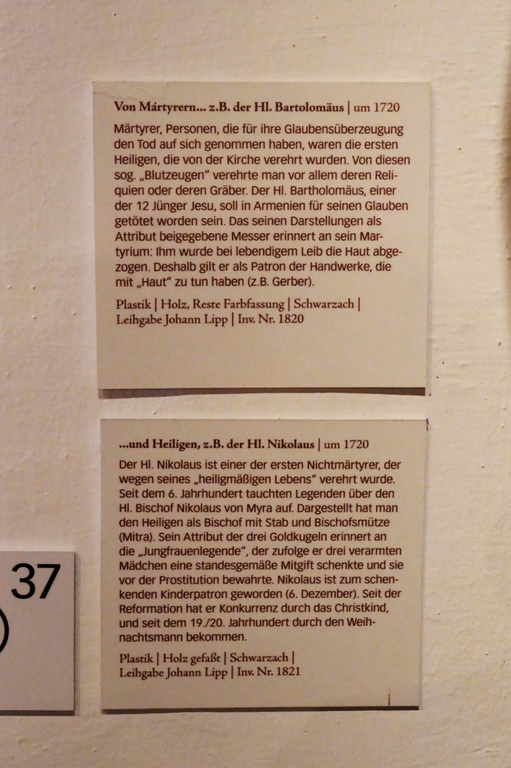 Von Märtyrern... z.B. der Hl. Bartolomäus | um 1720
Märtyrer, Personen, die für ihre Glaubensüberzeugung
den Tod auf sich genommen haben, waren die ersten
Heiligen, die von der Kirche verehrt wurden. Von diesen
sog. „Blutzeugen" verehrte man vor allem deren Reli-
quien oder deren Gräber. Der Hl. Bartholomäus, einer
der 12 Jünger Jesu, soll in Armenien für seinen Glauben
getötet worden sein. Das seinen Darstellungen als
Attribut beigegebene Messer erinnert an sein Mar-
tyrium: Ihm wurde bei lebendigem Leib die Haut abge-
zogen. Deshalb gilt er als Patron der Handwerke, die
mit „Haut" zu tun haben (z.B. Gerber).
Plastik | Holz, Reste Farbfassung | Schwarzach |
Leihgabe Johann Lipp | Inv. Nr. 1820
...und Heiligen, z.B. der Hl. Nikolaus | um 1720
Der Hl. Nikolaus ist einer der ersten Nichtmärtyrer, der
wegen seines „heiligmäßigen Lebens" verehrt wurde.
Seit dem 6. Jahrhundert tauchten Legenden über den
Hl. Bischof Nikolaus von Myra auf. Dargestellt hat man
den Heiligen als Bischof mit Stab und Bischofsmütze
(Mitra). Sein Attribut der drei Goldkugeln erinnert an
die „Jungfrauenlegende", der zufolge er drei verarmten
Mädchen eine standesgemäße Mitgift schenkte und sie
vor der Prostitution bewahrte. Nikolaus ist zum schen-
kenden Kinderpatron geworden (6. Dezember). Seit der
Reformation hat er Konkurrenz durch das Christkind,
und seit dem 19./20. Jahrhundert durch den Weih-
nachtsmann bekommen.
Plastik | Holz gefaßt | Schwarzach |
Leihgabe Johann Lipp | Inv. Nr. 1821
37